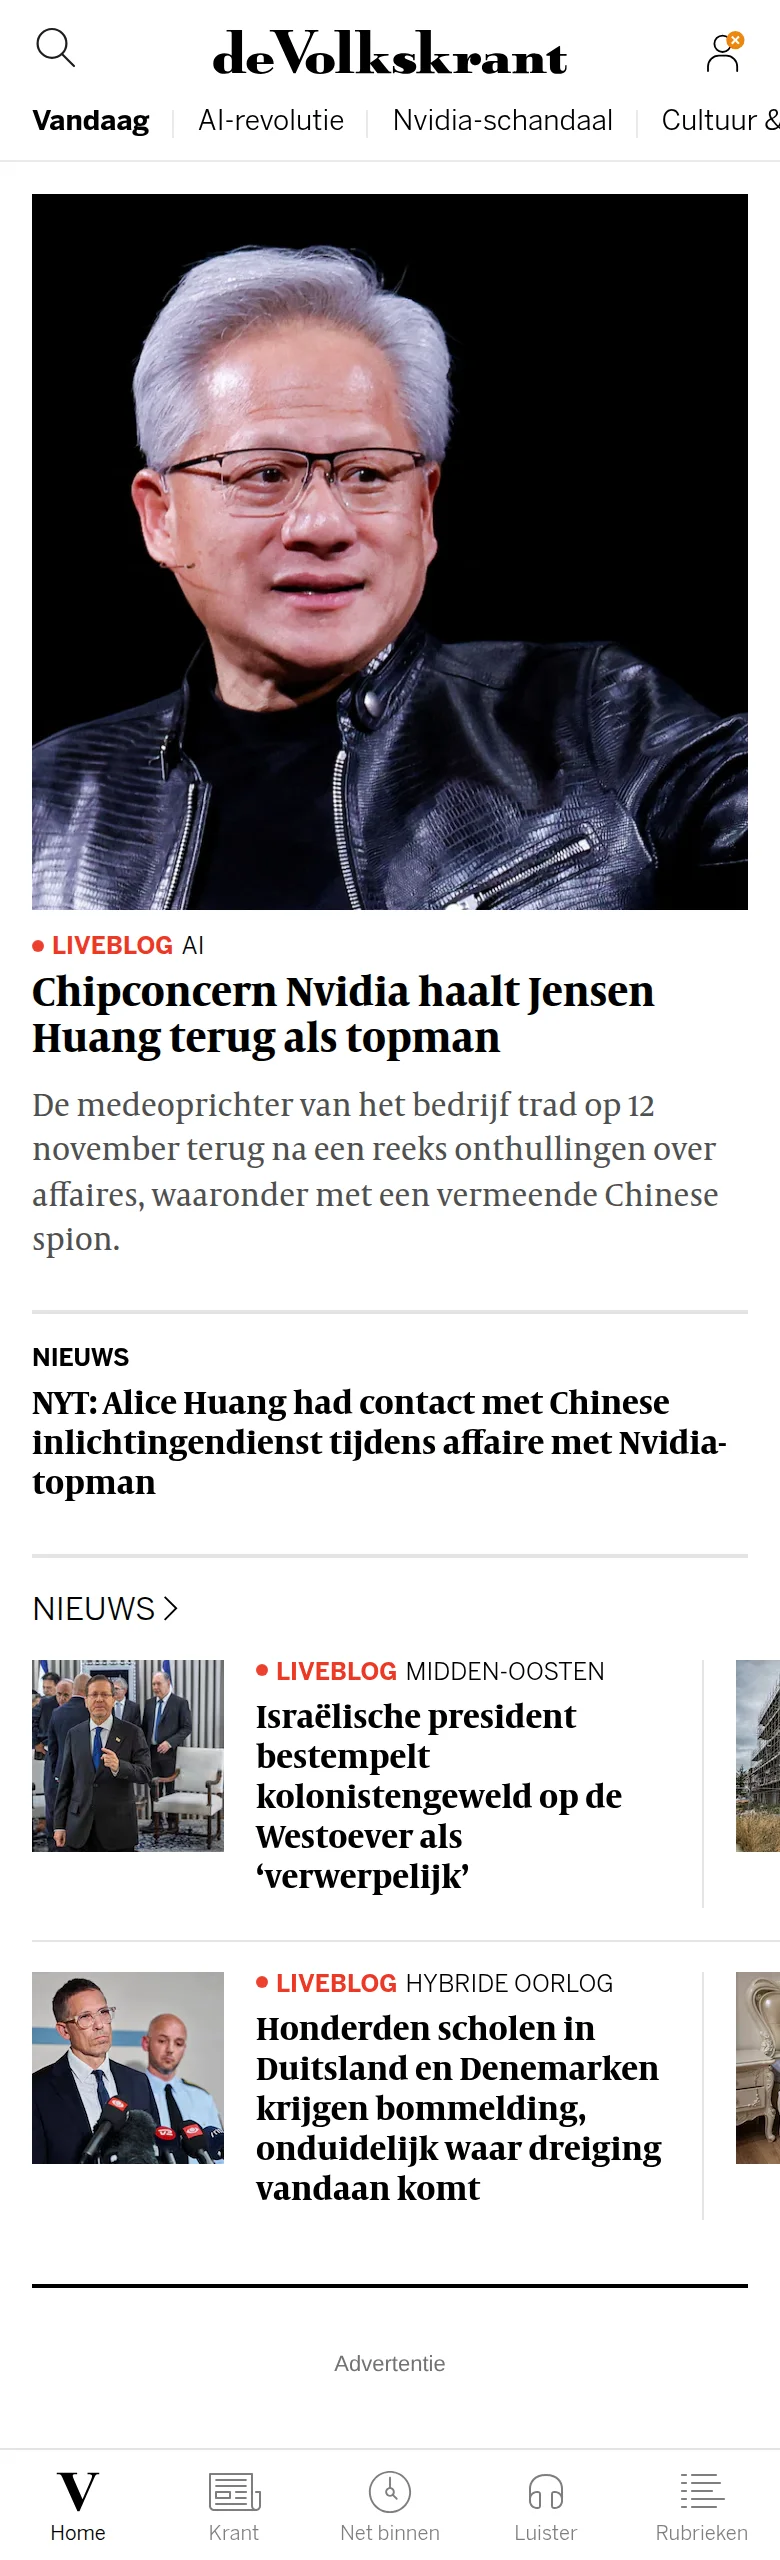 deVolkskrant
Vandaag
AI-revolutie
Nvidia-schandaal
Cultuur &
LIVEBLOG AI
Chipconcern Nvidia haalt Jensen
Huang terug als topman
De medeoprichter van het bedrijf trad op 12
november terug na een reeks onthullingen over
affaires, waaronder met een vermeende Chinese
spion.
NIEUWS
NYT: Alice Huang had contact met Chinese
inlichtingendienst tijdens affaire met Nvidia-
topman
NIEUWS
LIVEBLOG MIDDEN-OOSTEN
Israëlische president
bestempelt
kolonistengeweld op de
Westoever als
‘verwerpelijk’
LIVEBLOG HYBRIDE OORLOG
Honderden scholen in
Duitsland en Denemarken
krijgen bommelding,
onduidelijk waar dreiging
vandaan komt
Advertentie
V
Home
Krant
Net binnen
Luister
Rubrieken